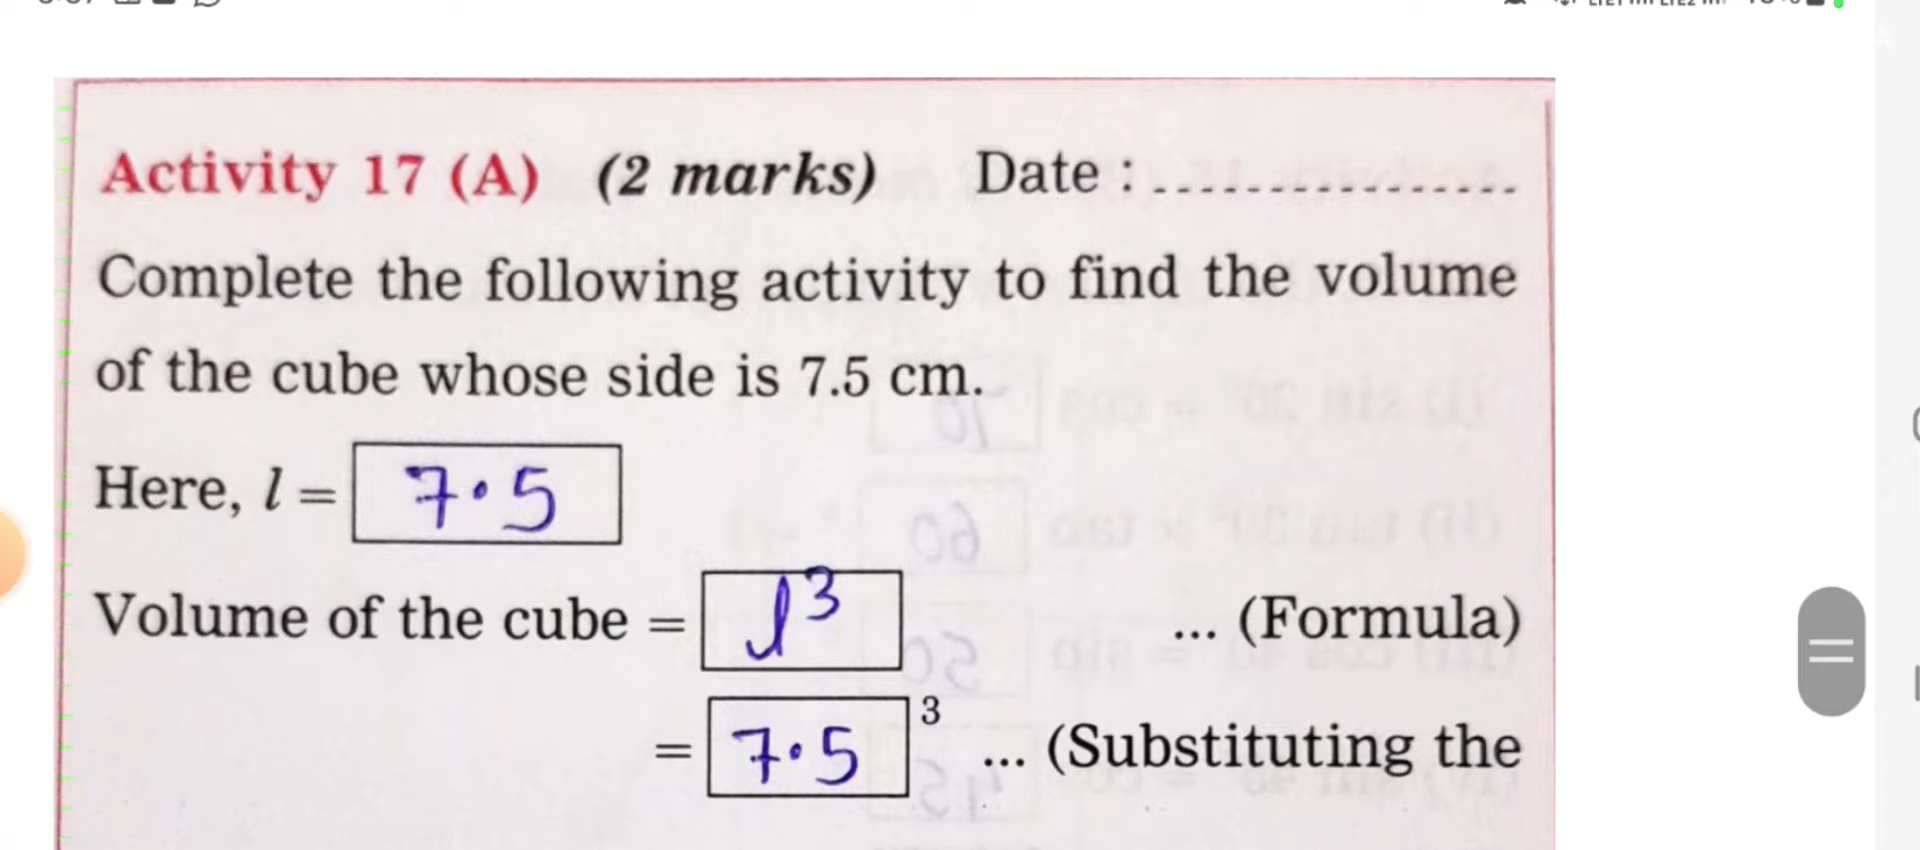 Activity 17 (A) (2 marks) Date : ................
Complete the following activity to find the volume
of the cube whose side is 7.5 cm.
Here, l = 7.5
Volume of the cube = l³ ... (Formula)
= 7.5 ³ ... (Substituting the